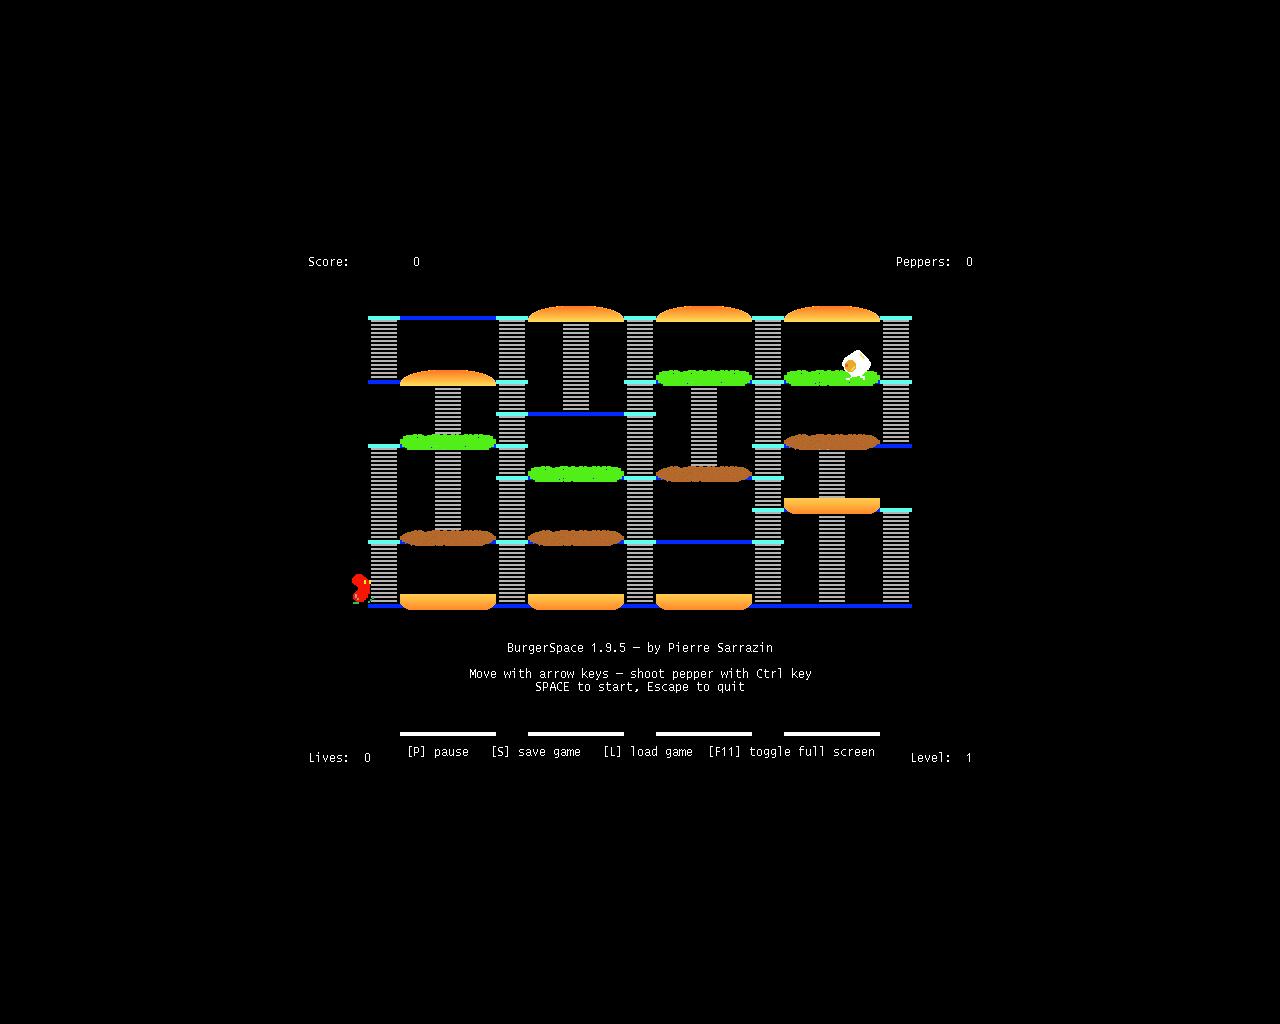 Score: 0
Peppers: 0
BurgerSpace 1.9.5 – by Pierre Sarrazin
Move with arrow keys – shoot pepper with Ctrl key
SPACE to start, Escape to quit
[P] pause [S] save game [L] load game [F11] toggle full screen
Lives: 0
Level: 1